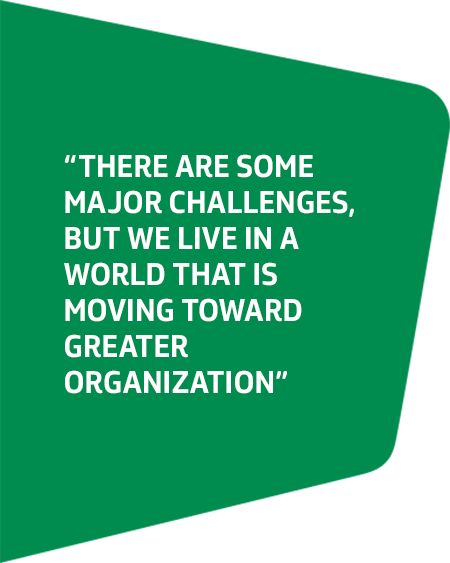 “THERE ARE SOME
MAJOR CHALLENGES,
BUT WE LIVE IN A
WORLD THAT IS
MOVING TOWARD
GREATER
ORGANIZATION”